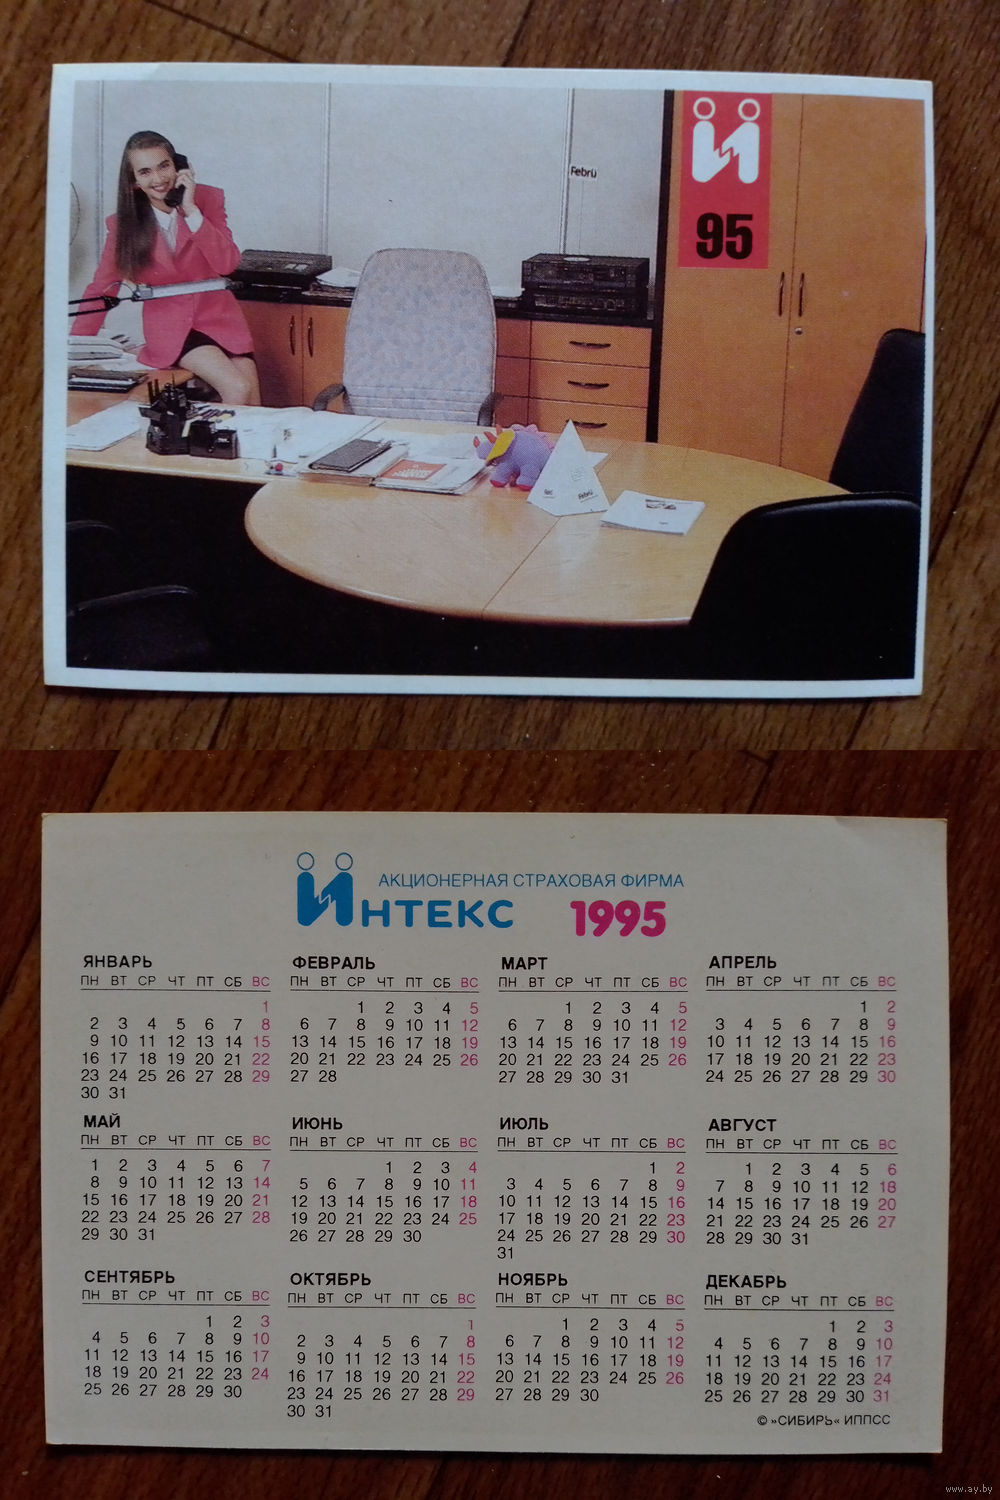 Febrü
И
95
Febrü
ИНТЕКС
АКЦИОНЕРНАЯ СТРАХОВАЯ ФИРМА
1995
ЯНВАРЬ
ПН ВТ СР ЧТ ПТ СБ ВС
1
2 3 4 5 6 7 8
9 10 11 12 13 14 15
16 17 18 19 20 21 22
23 24 25 26 27 28 29
30 31
ФЕВРАЛЬ
ПН ВТ СР ЧТ ПТ СБ ВС
1 2 3 4 5
6 7 8 9 10 11 12
13 14 15 16 17 18 19
20 21 22 23 24 25 26
27 28
МАРТ
ПН ВТ СР ЧТ ПТ СБ ВС
1 2 3 4 5
6 7 8 9 10 11 12
13 14 15 16 17 18 19
20 21 22 23 24 25 26
27 28 29 30 31
АПРЕЛЬ
ПН ВТ СР ЧТ ПТ СБ ВС
1 2
3 4 5 6 7 8 9
10 11 12 13 14 15 16
17 18 19 20 21 22 23
24 25 26 27 28 29 30
МАЙ
ПН ВТ СР ЧТ ПТ СБ ВС
1 2 3 4 5 6 7
8 9 10 11 12 13 14
15 16 17 18 19 20 21
22 23 24 25 26 27 28
29 30 31
ИЮНЬ
ПН ВТ СР ЧТ ПТ СБ ВС
1 2 3 4
5 6 7 8 9 10 11
12 13 14 15 16 17 18
19 20 21 22 23 24 25
26 27 28 29 30
ИЮЛЬ
ПН ВТ СР ЧТ ПТ СБ ВС
1 2
3 4 5 6 7 8 9
10 11 12 13 14 15 16
17 18 19 20 21 22 23
24 25 26 27 28 29 30
31
АВГУСТ
ПН ВТ СР ЧТ ПТ СБ ВС
1 2 3 4 5 6
7 8 9 10 11 12 18
14 15 16 17 18 19 20
21 22 23 24 25 26 27
28 29 30 31
СЕНТЯБРЬ
ПН ВТ СР ЧТ ПТ СБ ВС
1 2 3
4 5 6 7 8 9 10
11 12 13 14 15 16 17
18 19 20 21 22 23 24
25 26 27 28 29 30
ОКТЯБРЬ
ПН ВТ СР ЧТ ПТ СБ ВС
1
2 3 4 5 6 7 8
9 10 11 12 13 14 15
16 17 18 19 20 21 22
23 24 25 26 27 28 29
30 31
НОЯБРЬ
ПН ВТ СР ЧТ ПТ СБ ВС
1 2 3 4 5
6 7 8 9 10 11 12
13 14 15 16 17 18 19
20 21 22 23 24 25 26
27 28 29 30
ДЕКАБРЬ
ПН ВТ СР ЧТ ПТ СБ ВС
1 2 3
4 5 6 7 8 9 10
11 12 13 14 15 16 17
18 19 20 21 22 23 24
25 26 27 28 29 30 31
© »СИБИРЬ« ИППСС
www.ay.by